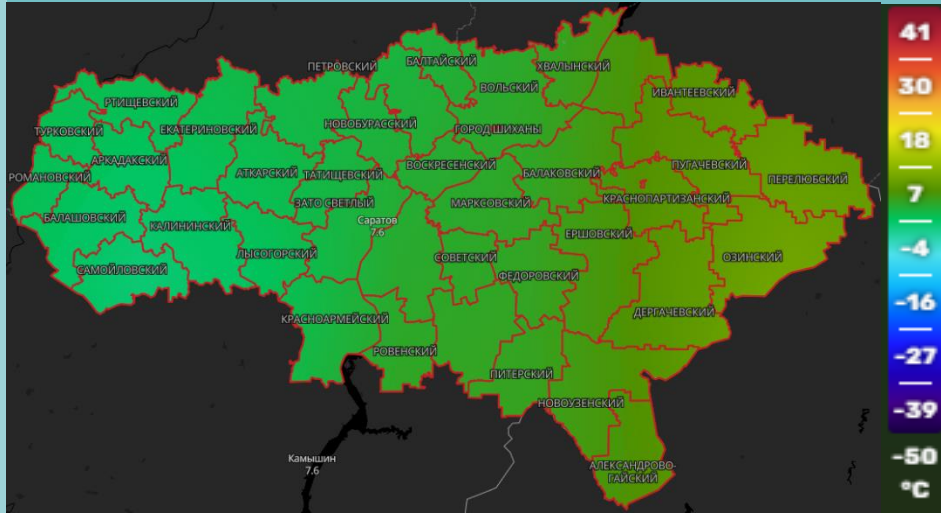 ПЕТРОВСКИЙ
БАЛТАЙСКИЙ
ХВАЛЫНСКИЙ
ВОЛЬСКИЙ
ИВАНТЕЕВСКИЙ
РТИЩЕВСКИЙ
ТУРКОВСКИЙ
ЕКАТЕРИНОВСКИЙ
НОВОБУРАССКИЙ
ГОРОД ШИХАНЫ
АРКАДАКСКИЙ
ВОСКРЕСЕНСКИЙ
ПУГАЧЕВСКИЙ
РОМАНОВСКИЙ
АТКАРСКИЙ
ТАТИЩЕВСКИЙ
БАЛАКОВСКИЙ
ПЕРЕЛЮБСКИЙ
ЗАТО СВЕТЛЫЙ
МАРКСОВСКИЙ
КРАСНОПАРТИЗАНСКИЙ
БАЛАШОВСКИЙ
КАЛИНИНСКИЙ
Саратов
7.6
ЕРШОВСКИЙ
ЛЫСОГОРСКИЙ
СОВЕТСКИЙ
ОЗИНСКИЙ
САМОЙЛОВСКИЙ
ФЕДОРОВСКИЙ
КРАСНОАРМЕЙСКИЙ
ДЕРГАЧЕВСКИЙ
РОВЕНСКИЙ
ПИТЕРСКИЙ
НОВОУЗЕНСКИЙ
Камышин
7.6
АЛЕКСАНДРОВО-
ГАЙСКИЙ
41
30
18
7
-4
-16
-27
-39
-50
°C